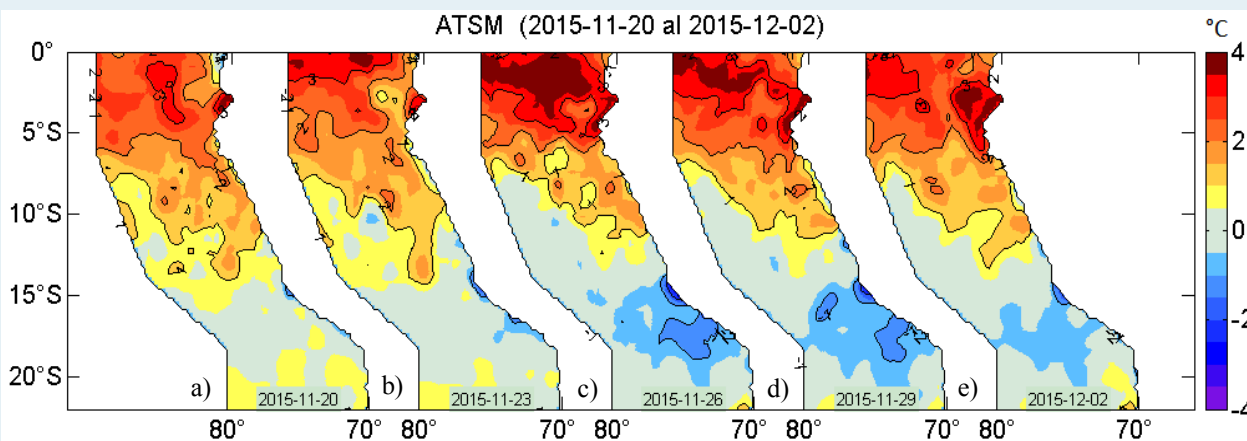 ATSM (2015-11-20 al 2015-12-02)
°C
0°
5°S
10°S
15°S
20°S
a) 2015-11-20
b) 2015-11-23
c) 2015-11-26
d) 2015-11-29
e) 2015-12-02
80° 70° 80° 70° 80° 70° 80° 70° 80° 70°
4
2
0
-2
-4